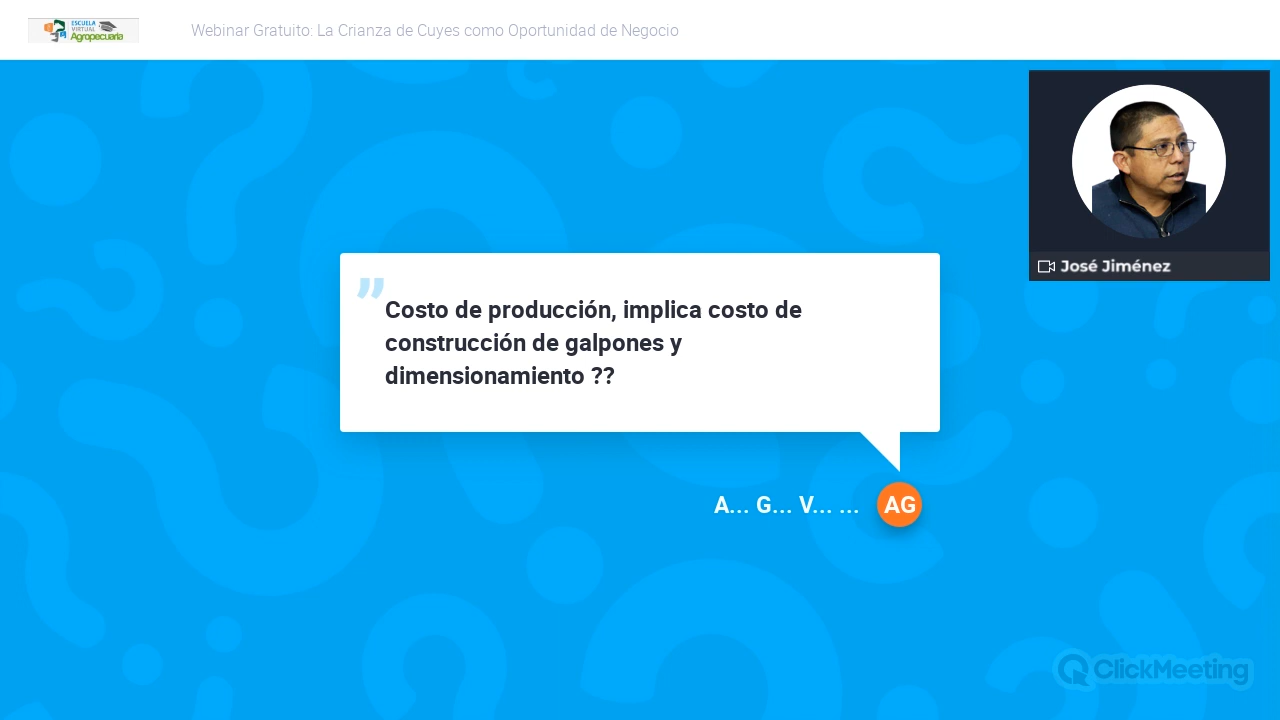 ESCUELA
VIRTUAL
Agropecuaria
Webinar Gratuito: La Crianza de Cuyes como Oportunidad de Negocio
José Jiménez
”
Costo de producción, implica costo de
construcción de galpones y
dimensionamiento ??
A... G... V... ...
AG
ClickMeeting